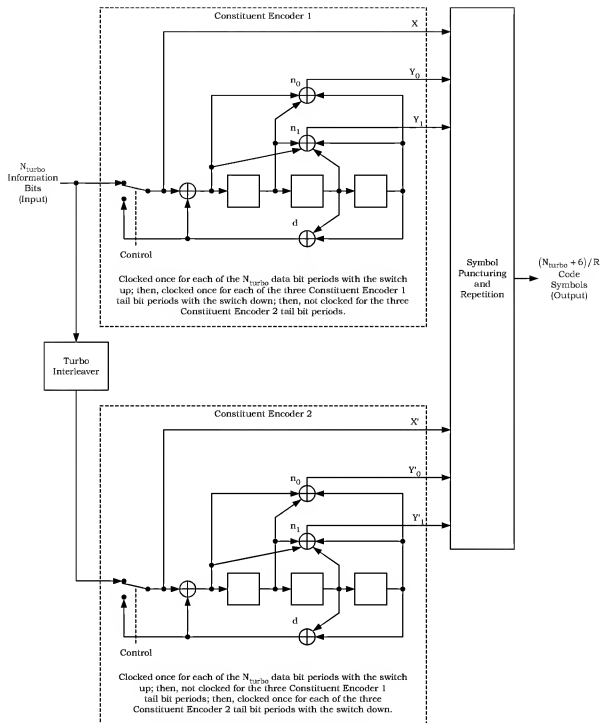 Constituent Encoder 1
X
n0
Y0
n1
Y1
Nturbo
Information
Bits
(Input)
Control
d
Clocked once for each of the Nturbo data bit periods with the switch
up; then, clocked once for each of the three Constituent Encoder 1
tail bit periods with the switch down; then, not clocked for the three
Constituent Encoder 2 tail bit periods.
Symbol
Puncturing
and
Repetition
(Nturbo + 6)/R
Code
Symbols
(Output)
Turbo
Interleaver
Constituent Encoder 2
X'
n0
Y'0
n1
Y'1
d
Control
Clocked once for each of the Nturbo data bit periods with the switch
up; then, not clocked for the three Constituent Encoder 1
tail bit periods; then, clocked once for each of the three
Constituent Encoder 2 tail bit periods with the switch down.